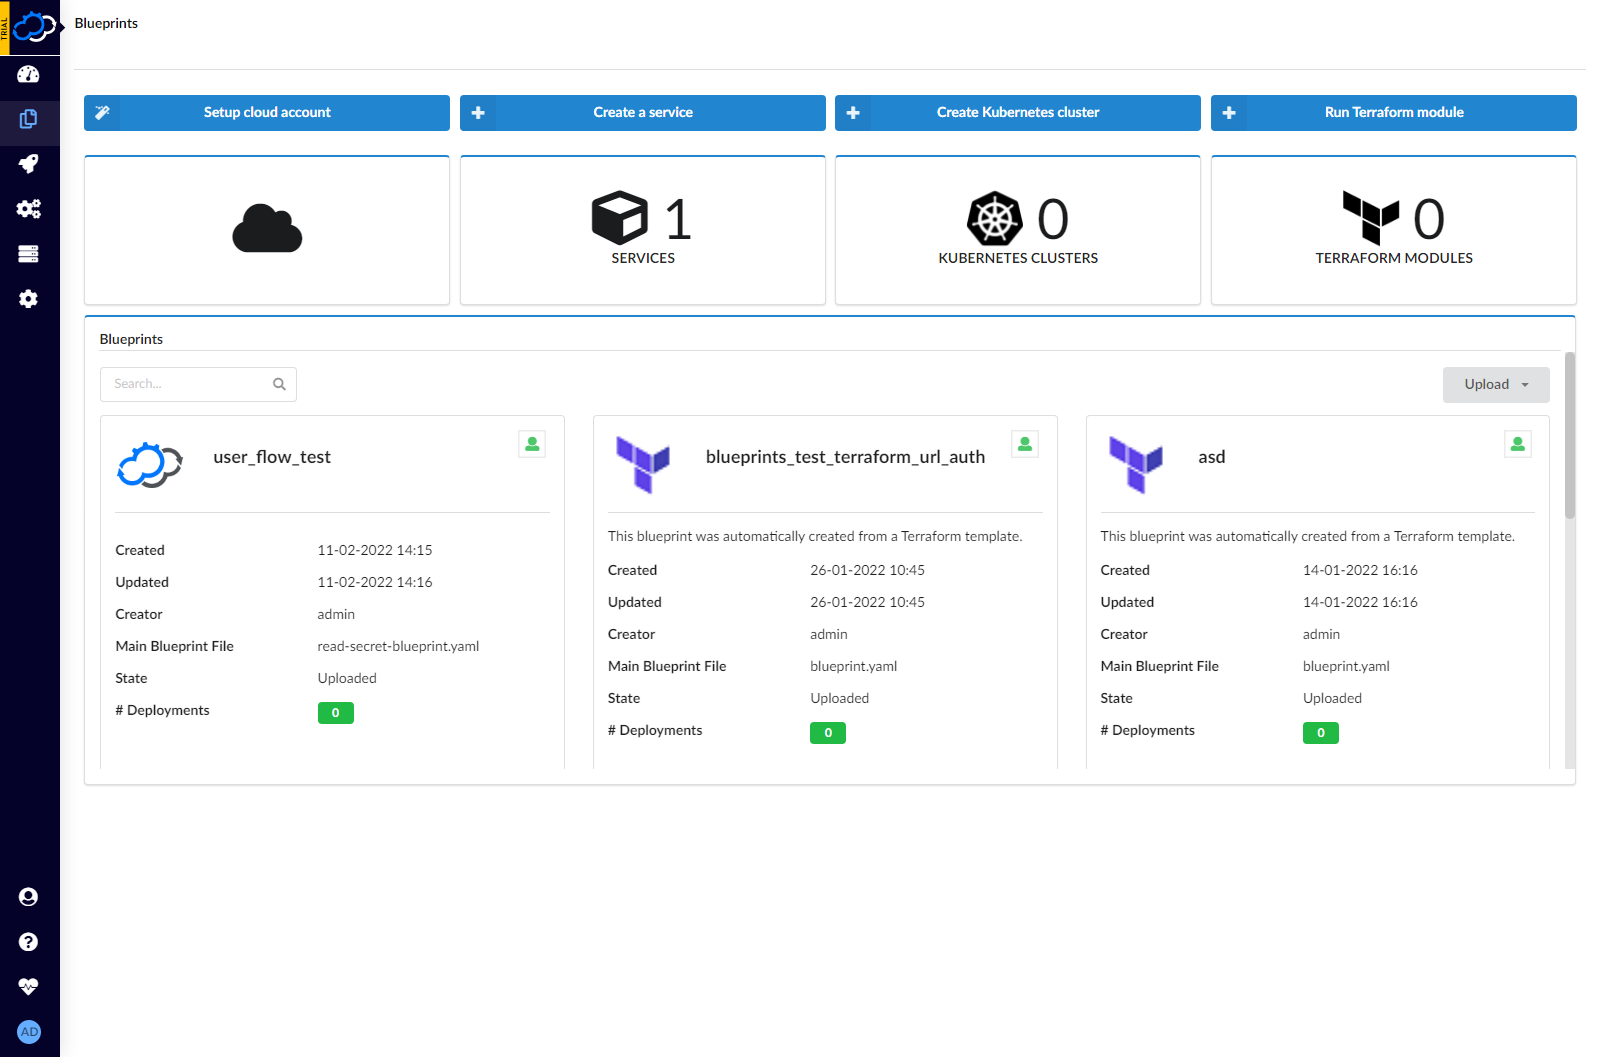 TRIAL
Blueprints
Setup cloud account
Create a service
Create Kubernetes cluster
Run Terraform module
1
SERVICES
0
KUBERNETES CLUSTERS
0
TERRAFORM MODULES
Blueprints
Search...
Upload
user_flow_test
Created 11-02-2022 14:15
Updated 11-02-2022 14:16
Creator admin
Main Blueprint File read-secret-blueprint.yaml
State Uploaded
# Deployments 0
blueprints_test_terraform_url_auth
This blueprint was automatically created from a Terraform template.
Created 26-01-2022 10:45
Updated 26-01-2022 10:45
Creator admin
Main Blueprint File blueprint.yaml
State Uploaded
# Deployments 0
asd
This blueprint was automatically created from a Terraform template.
Created 14-01-2022 16:16
Updated 14-01-2022 16:16
Creator admin
Main Blueprint File blueprint.yaml
State Uploaded
# Deployments 0
AD